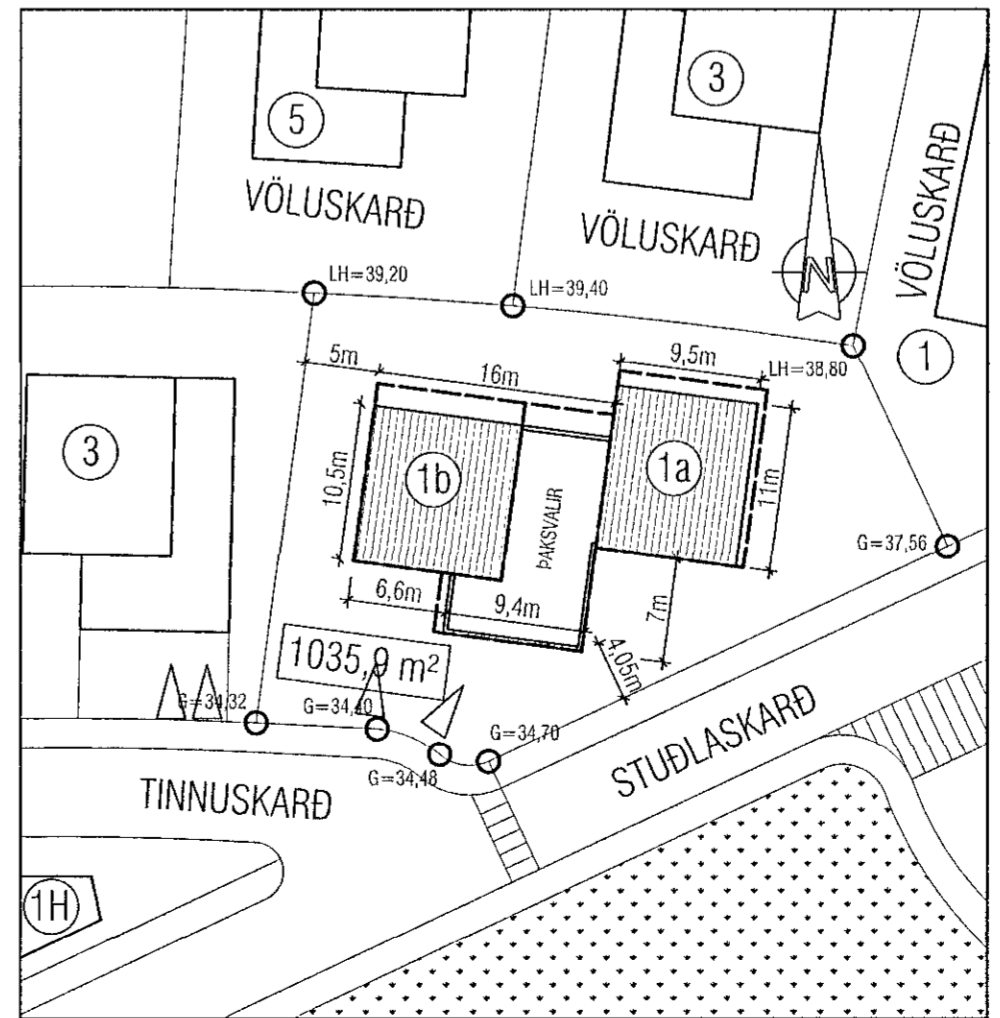 5
3
VÖLUSKARÐ
VÖLUSKARÐ
VÖLUSKARÐ
N
LH=39,20
LH=39,40
LH=38,80
1
5m
16m
9,5m
3
10,5m
1b
1a
11m
ÞAKSVALIR
G=37,56
6,6m
9,4m
7m
4,05m
1035,9 m²
G=34,32
G=34,40
G=34,70
G=34,48
STUÐLASKARÐ
TINNUSKARÐ
1H